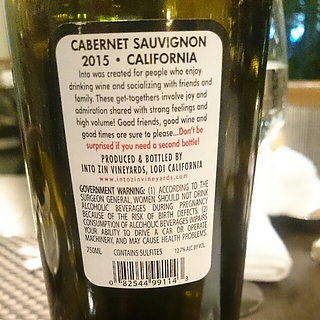 CABERNET SAUVIGNON
2015 • CALIFORNIA
Into was created for people who enjoy
drinking wine and socializing with friends and
family. These get-togethers involve joy and
admiration shared with strong feelings and
high volume! Good friends, good wine and
good times are sure to please...Don't be
surprised if you need a second bottle!
PRODUCED & BOTTLED BY
INTO ZIN VINEYARDS, LODI CALIFORNIA
www.intozinvineyards.com
GOVERNMENT WARNING: (1) ACCORDING TO THE
SURGEON GENERAL, WOMEN SHOULD NOT DRINK
ALCOHOLIC BEVERAGES DURING PREGNANCY
BECAUSE OF THE RISK OF BIRTH DEFECTS. (2)
CONSUMPTION OF ALCOHOLIC BEVERAGES IMPAIRS
YOUR ABILITY TO DRIVE A CAR OR OPERATE
MACHINERY, AND MAY CAUSE HEALTH PROBLEMS.
750ML CONTAINS SULFITES 12.7% ALC BY VOL.
0 82544 99114 3